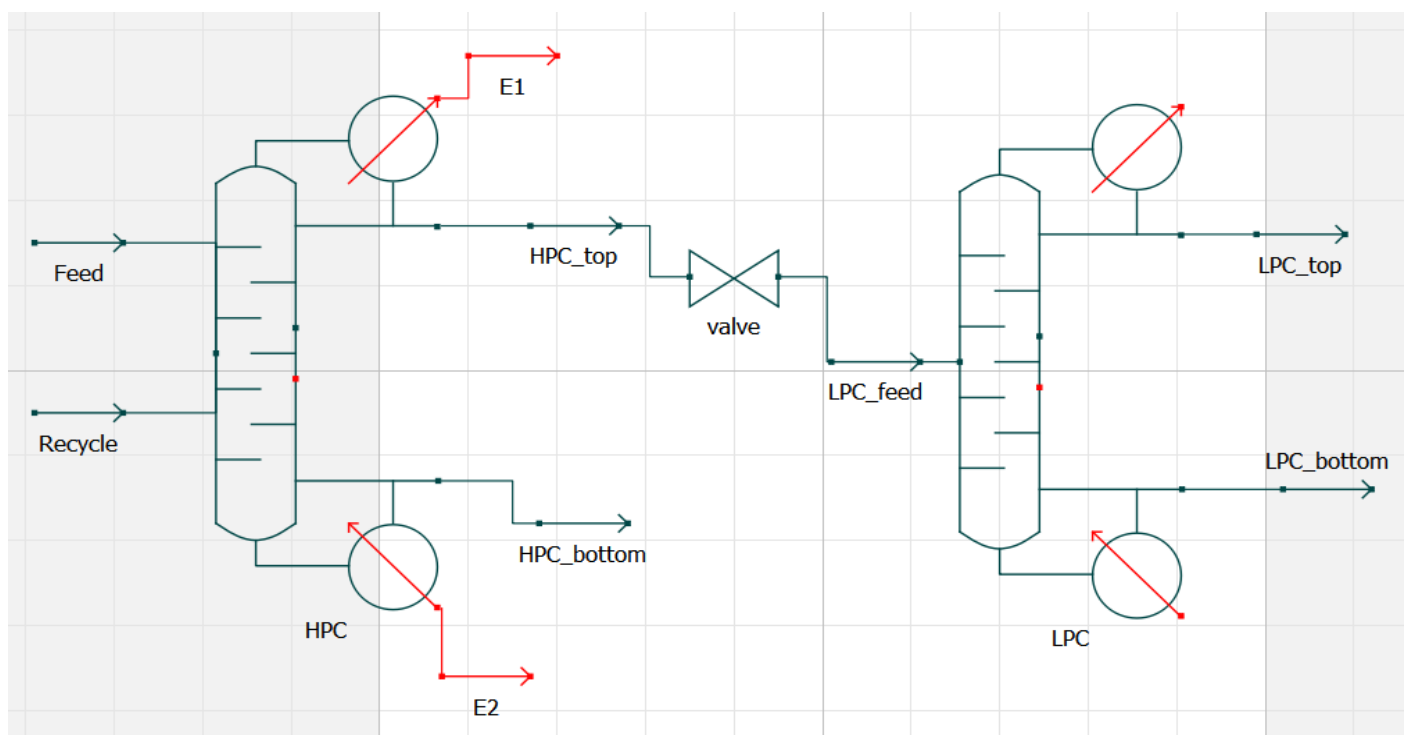 E1
Feed
HPC_top
LPC_top
valve
LPC_feed
Recycle
LPC_bottom
HPC_bottom
HPC
LPC
E2